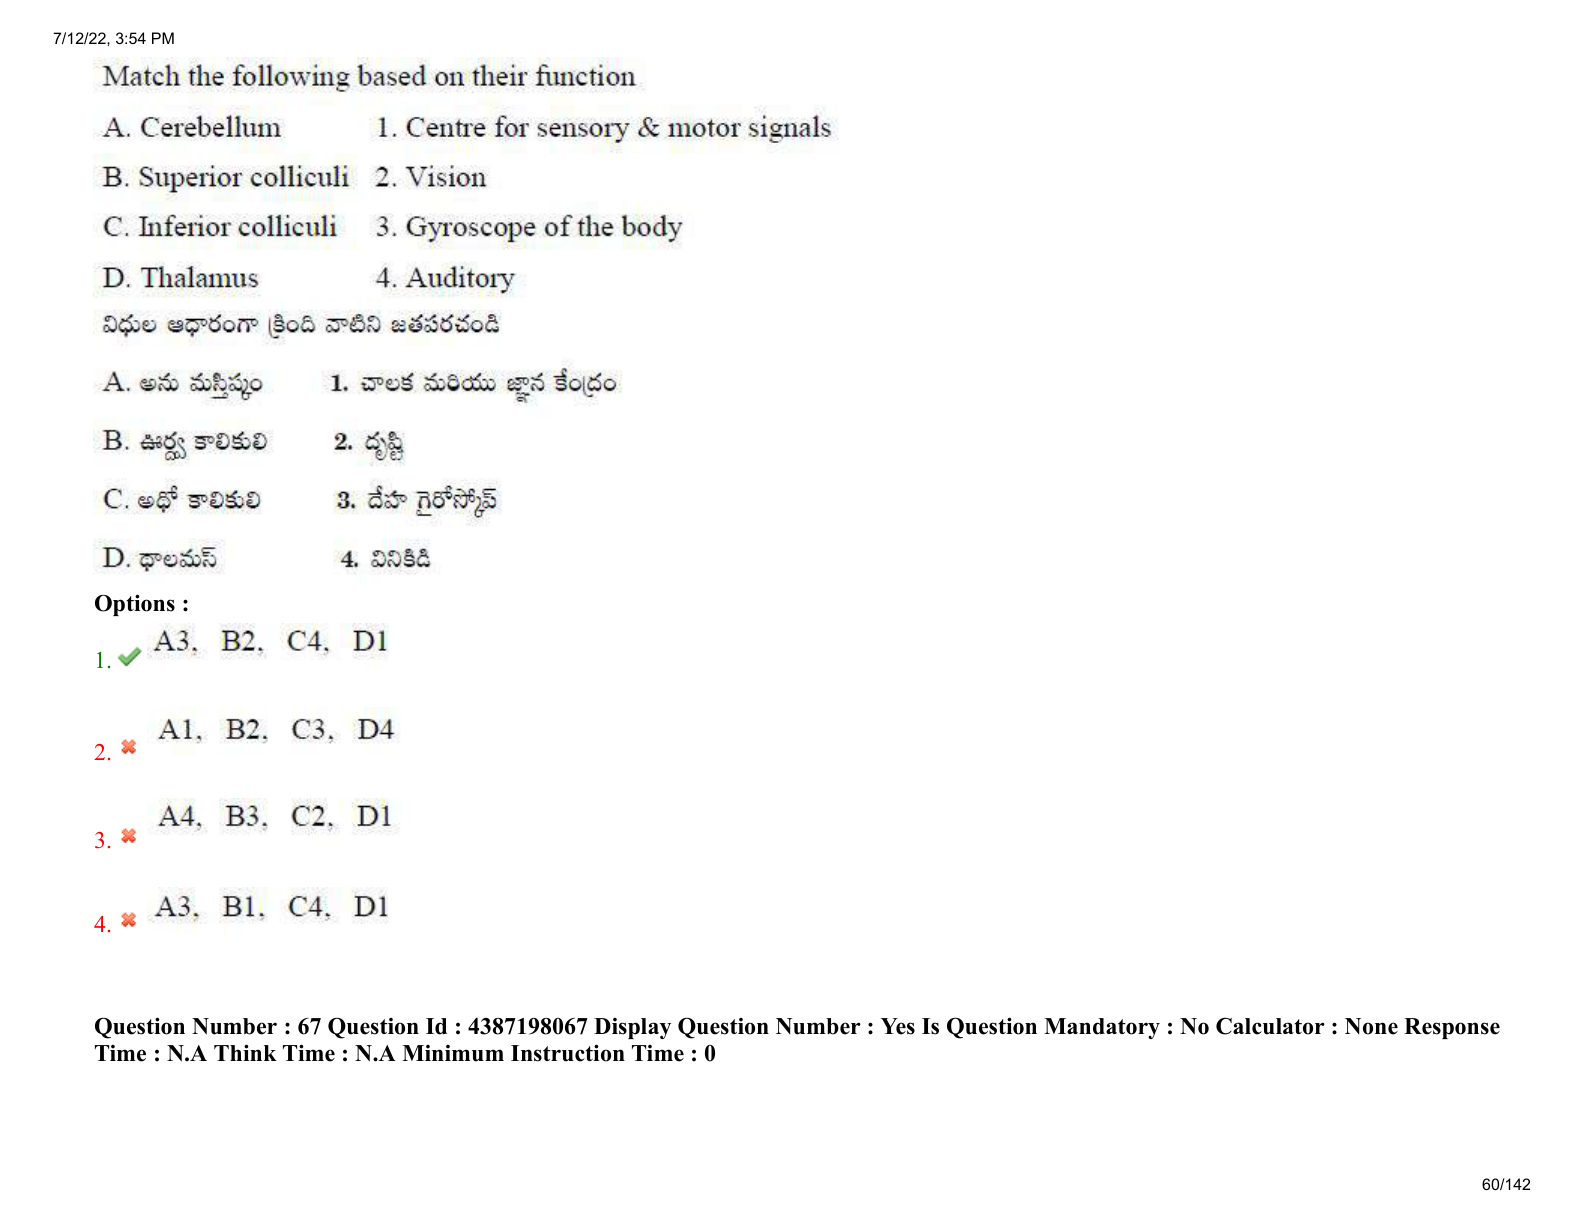 7/12/22, 3:54 PM
Match the following based on their function
A. Cerebellum 1. Centre for sensory & motor signals
B. Superior colliculi 2. Vision
C. Inferior colliculi 3. Gyroscope of the body
D. Thalamus 4. Auditory
విధుల ఆధారంగా క్రింది వాటిని జతపరచండి
A. అను మస్తిష్కం 1. చాలక మరియు జ్ఞాన కేంద్రం
B. ఊర్ధ్వ కాలికులి 2. దృష్టి
C. అధో కాలికులి 3. దేహ గైరోస్కోప్
D. థాలమస్ 4. వినికిడి
Options :
1. A3, B2, C4, D1
2. A1, B2, C3, D4
3. A4, B3, C2, D1
4. A3, B1, C4, D1
Question Number : 67 Question Id : 4387198067 Display Question Number : Yes Is Question Mandatory : No Calculator : None Response
Time : N.A Think Time : N.A Minimum Instruction Time : 0
60/142